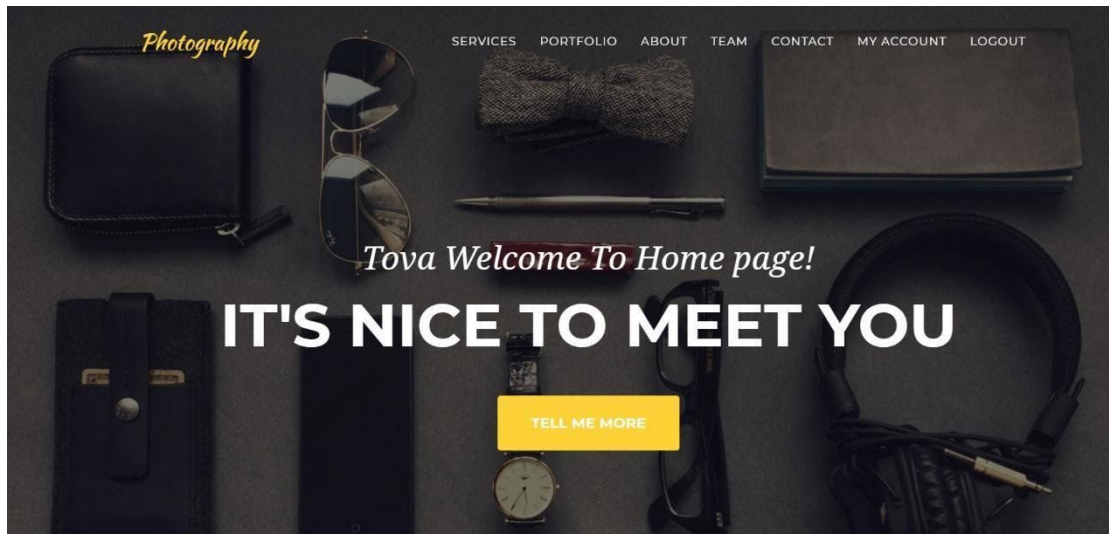 Photography
SERVICES PORTFOLIO ABOUT TEAM CONTACT MY ACCOUNT LOGOUT
Tova Welcome To Home page!
IT'S NICE TO MEET YOU
TELL ME MORE